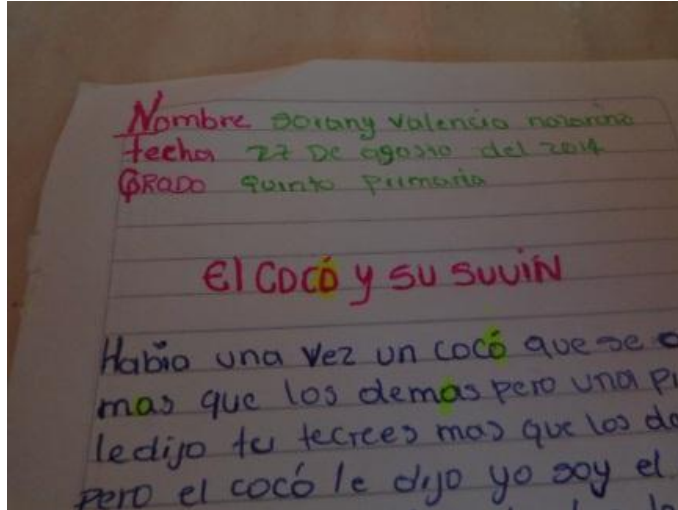 Nombre Sorany Valencia
fecha 27 De agosto del 2014
GRADO quinto Primaria
El COCó y SU SUUIN
Habia una vez un cocó que se
mas que los demás pero una
ledijo tu tecrees mas que los
pero el cocó le dijo yo soy el